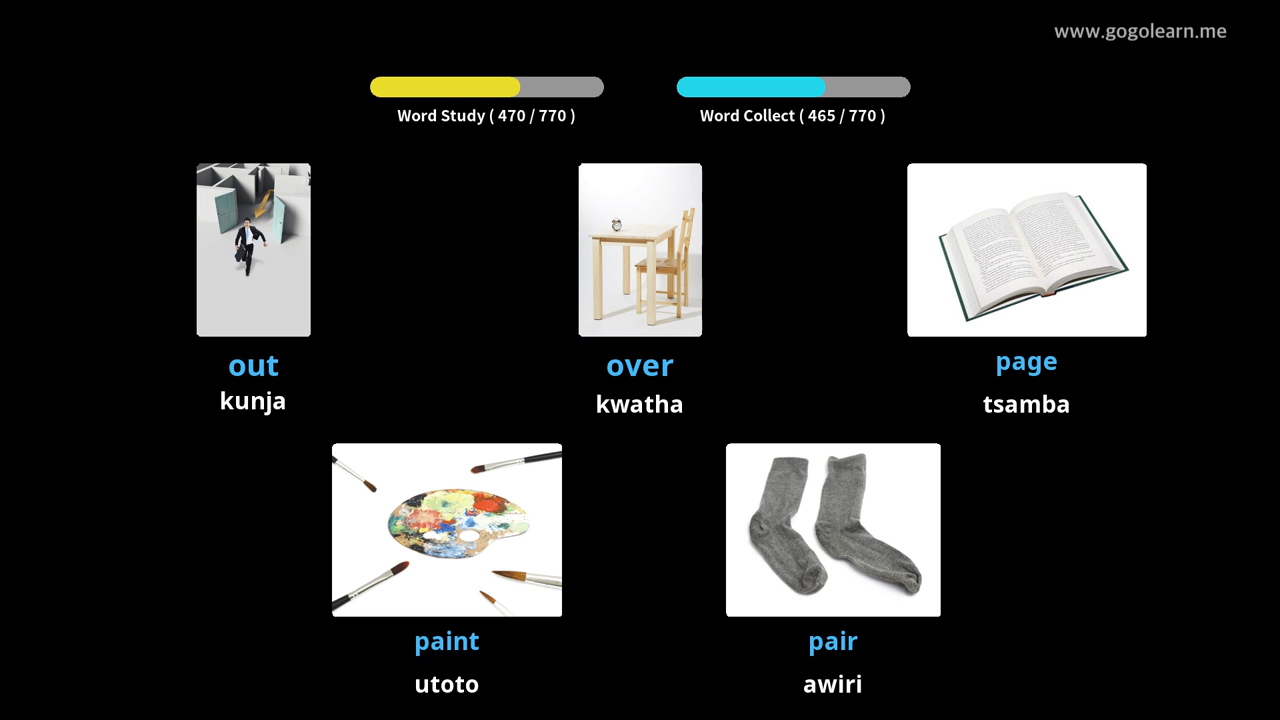 www.gogolearn.me
Word Study ( 470 / 770 )
Word Collect ( 465 / 770 )
out
kunja
over
kwatha
page
tsamba
paint
utoto
pair
awiri